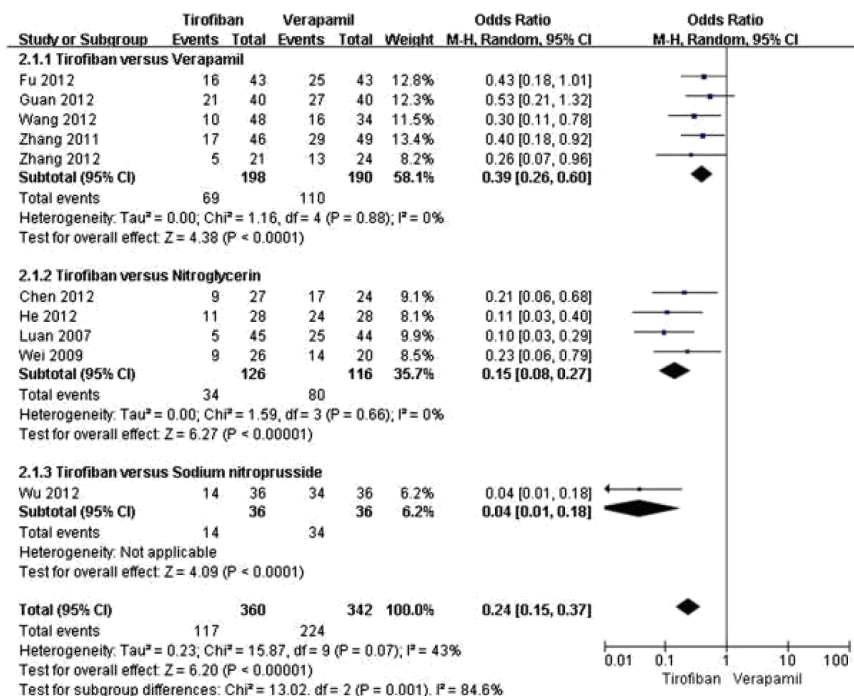 Tirofiban Verapamil Odds Ratio Odds Ratio
Study or Subgroup Events Total Events Total Weight M-H, Random, 95% CI M-H, Random, 95% CI
2.1.1 Tirofiban versus Verapamil
Fu 2012 16 43 25 43 12.8% 0.43 [0.18, 1.01]
Guan 2012 21 40 27 40 12.3% 0.53 [0.21, 1.32]
Wang 2012 10 48 16 34 11.5% 0.30 [0.11, 0.78]
Zhang 2011 17 46 29 49 13.4% 0.40 [0.18, 0.92]
Zhang 2012 5 21 13 24 8.2% 0.26 [0.07, 0.96]
Subtotal (95% CI) 198 190 58.1% 0.39 [0.26, 0.60]
Total events 69 110
Heterogeneity: Tau² = 0.00; Chi² = 1.16, df = 4 (P = 0.88); I² = 0%
Test for overall effect: Z = 4.38 (P < 0.0001)
2.1.2 Tirofiban versus Nitroglycerin
Chen 2012 9 27 17 24 9.1% 0.21 [0.06, 0.68]
He 2012 11 28 24 28 8.1% 0.11 [0.03, 0.40]
Luan 2007 5 45 25 44 9.9% 0.10 [0.03, 0.29]
Wei 2009 9 26 14 20 8.5% 0.23 [0.06, 0.79]
Subtotal (95% CI) 126 116 35.7% 0.15 [0.08, 0.27]
Total events 34 80
Heterogeneity: Tau² = 0.00; Chi² = 1.59, df = 3 (P = 0.66); I² = 0%
Test for overall effect: Z = 6.27 (P < 0.00001)
2.1.3 Tirofiban versus Sodium nitroprusside
Wu 2012 14 36 34 36 6.2% 0.04 [0.01, 0.18]
Subtotal (95% CI) 36 36 6.2% 0.04 [0.01, 0.18]
Total events 14 34
Heterogeneity: Not applicable
Test for overall effect: Z = 4.09 (P < 0.0001)
Total (95% CI) 360 342 100.0% 0.24 [0.15, 0.37]
Total events 117 224
Heterogeneity: Tau² = 0.23; Chi² = 15.87, df = 9 (P = 0.07); I² = 43%
Test for overall effect: Z = 6.20 (P < 0.00001)
Test for subgroup differences: Chi² = 13.02, df = 2 (P = 0.001), I² = 84.6%
0.01 0.1 1 10 100
Tirofiban Verapamil